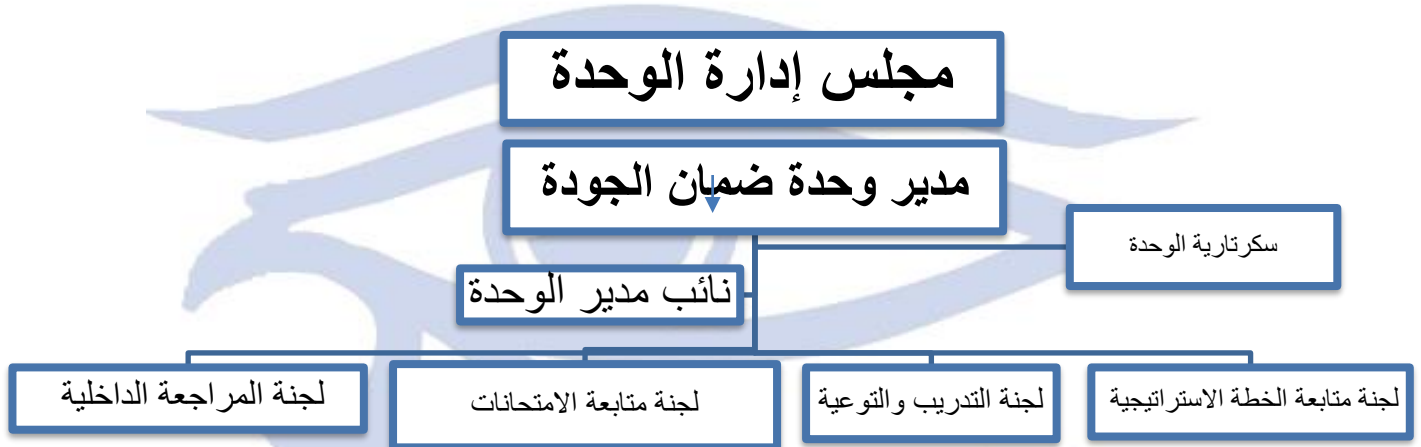 مجلس إدارة الوحدة
مدير وحدة ضمان الجودة
سكرتارية الوحدة
نائب مدير الوحدة
لجنة متابعة الخطة الاستراتيجية
لجنة التدريب والتوعية
لجنة متابعة الامتحانات
لجنة المراجعة الداخلية